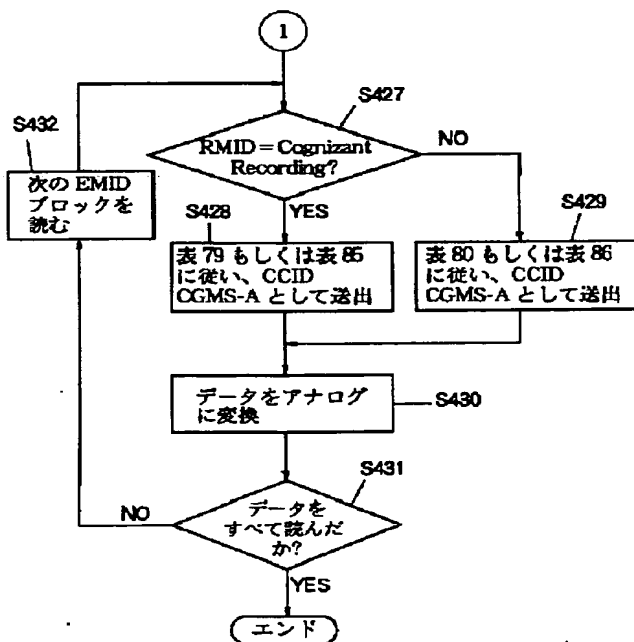 1
S427
S432
RMID=Cognizant
Recording?
NO
次の EMID
ブロックを
読む
S428
YES
S429
表 79 もしくは表 85
に従い、CCID
CGMS-A として送出
表 80 もしくは表 86
に従い、CCID
CGMS-A として送出
データをアナログ
に変換
S430
S431
NO
データを
すべて読んだ
か?
YES
エンド